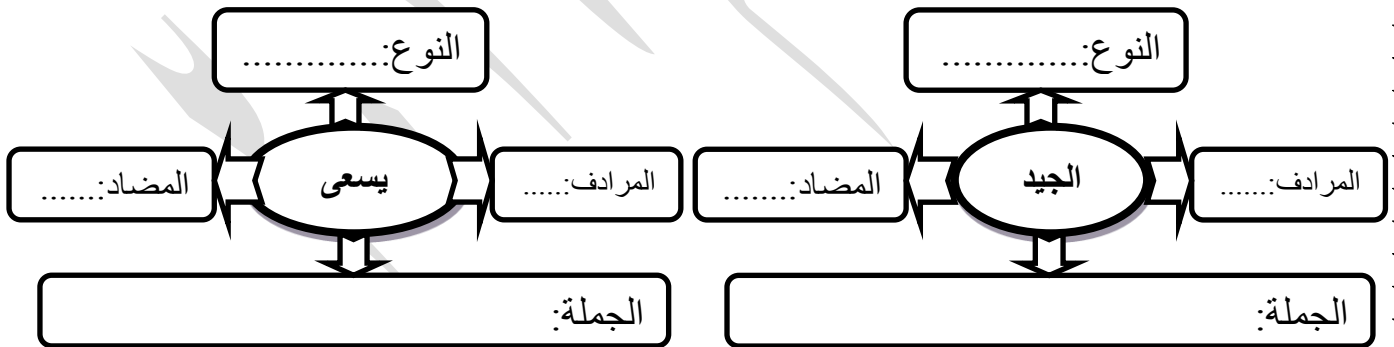 النوع:..............
النوع:..............
المرادف:......
الجيد
المضاد:........
المرادف:.....
يسعى
المضاد:.......
الجملة:
الجملة: